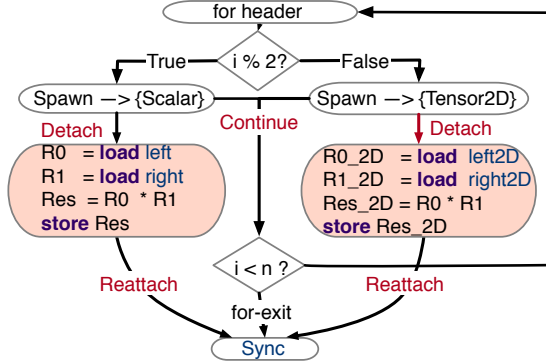 for header
i % 2?
True
False
Spawn —> {Scalar}
Spawn —> {Tensor2D}
Continue
Detach
Detach
R0 = load left
R1 = load right
Res = R0 * R1
store Res
R0_2D = load left2D
R1_2D = load right2D
Res_2D = R0 * R1
store Res_2D
i < n ?
Reattach
Reattach
for-exit
Sync